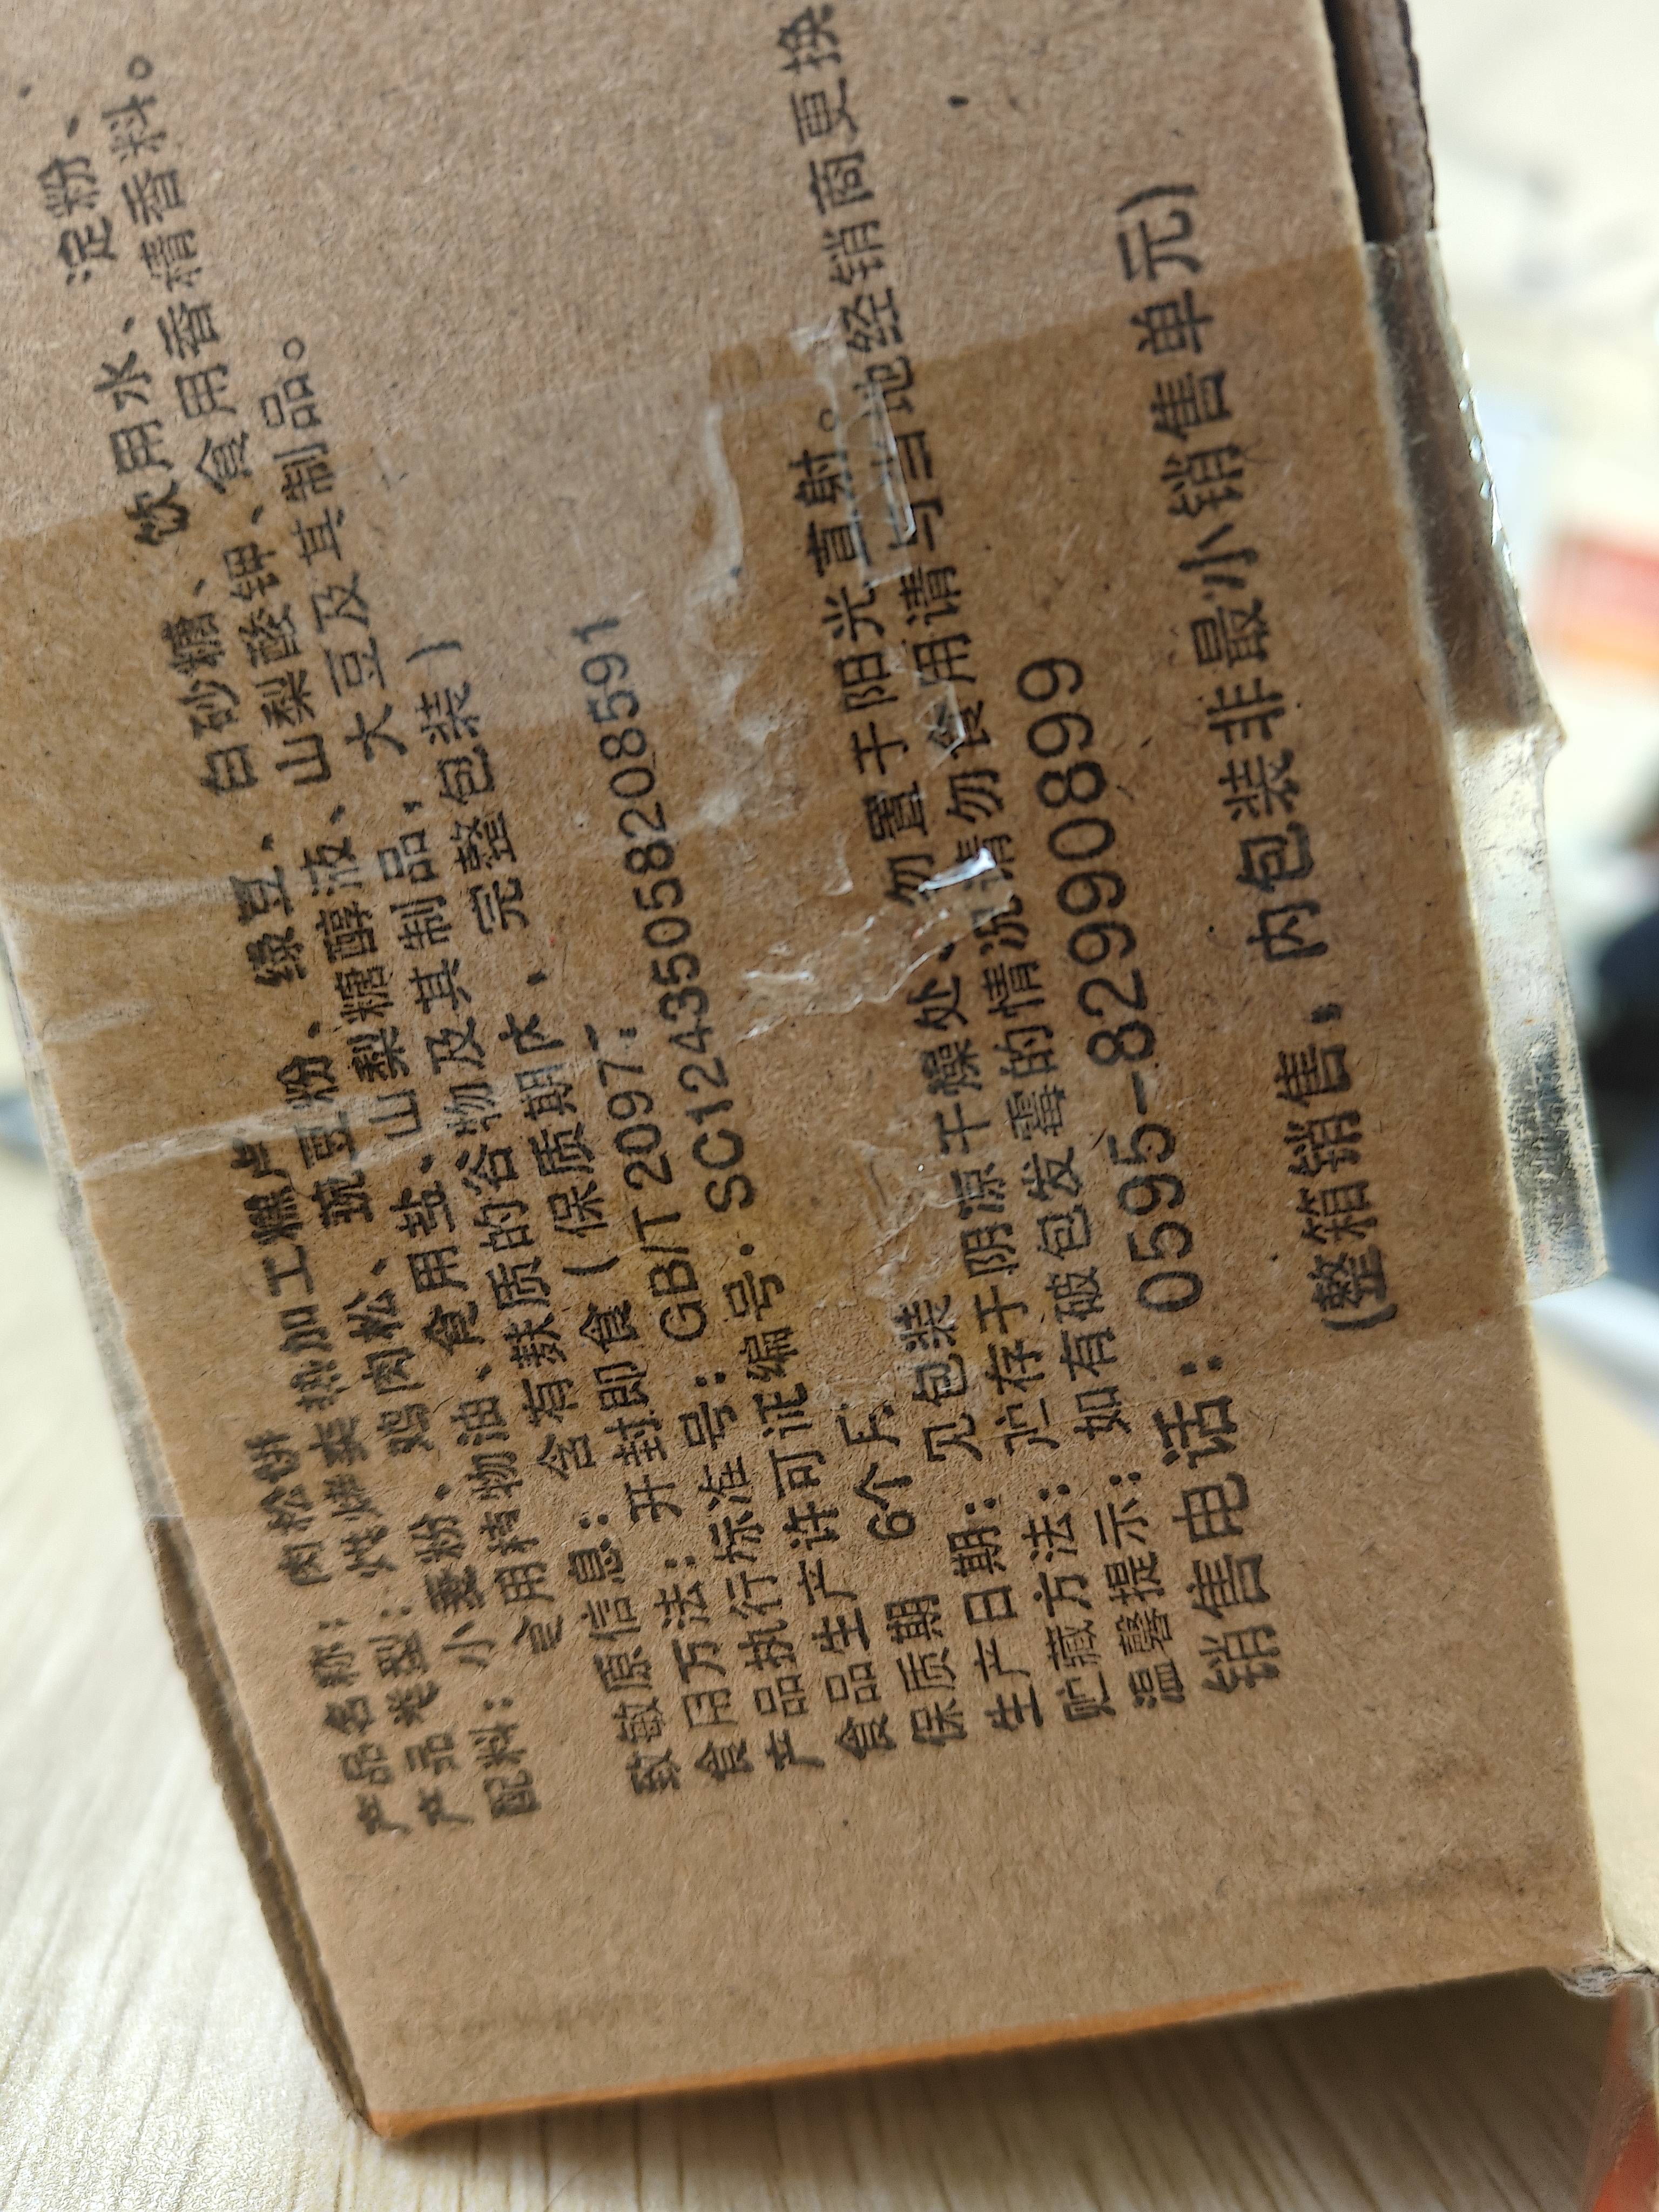 产品名称: 肉松饼
产品类型: 烘烤类热加工糕点
配料: 小麦粉、鸡肉松、豌豆粉、绿豆、白砂糖、饮用水、淀粉、
食用植物油、食用盐、山梨糖醇液、山梨酸钾、食用香精香料。
致敏原信息: 含有麸质的谷物及其制品, 大豆及其制品。
食用方法: 开封即食 (保质期内、完整包装)
产品执行标准号: GB/T 20977
食品生产许可证编号. SC12435058208591
保质期 6个月
生产日期: 见包装
贮藏方法: 贮存于阴凉干燥处、勿置于阳光直射。
温馨提示: 如有破包发霉的情况请勿食用请与当地经销商更换
销售电话: 0595-82990899
(整箱销售, 内包装非最小销售单元)